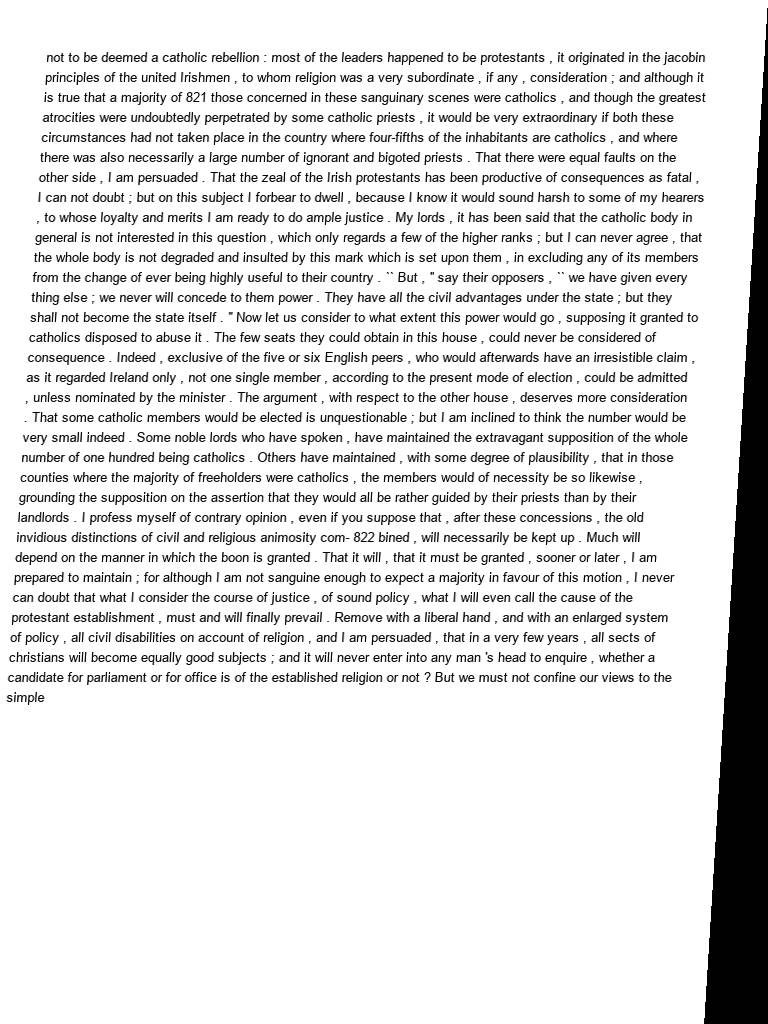 not to be deemed a catholic rebellion : most of the leaders happened to be protestants , it originated in the jacobin
principles of the united Irishmen , to whom religion was a very subordinate , if any , consideration ; and although it
is true that a majority of 821 those concerned in these sanguinary scenes were catholics , and though the greatest
atrocities were undoubtedly perpetrated by some catholic priests , it would be very extraordinary if both these
circumstances had not taken place in the country where four-fifths of the inhabitants are catholics , and where
there was also necessarily a large number of ignorant and bigoted priests . That there were equal faults on the
other side , I am persuaded . That the zeal of the Irish protestants has been productive of consequences as fatal ,
I can not doubt ; but on this subject I forbear to dwell , because I know it would sound harsh to some of my hearers
, to whose loyalty and merits I am ready to do ample justice . My lords , it has been said that the catholic body in
general is not interested in this question , which only regards a few of the higher ranks ; but I can never agree , that
the whole body is not degraded and insulted by this mark which is set upon them , in excluding any of its members
from the change of ever being highly useful to their country . `` But , " say their opposers , `` we have given every
thing else ; we never will concede to them power . They have all the civil advantages under the state ; but they
shall not become the state itself . " Now let us consider to what extent this power would go , supposing it granted to
catholics disposed to abuse it . The few seats they could obtain in this house , could never be considered of
consequence . Indeed , exclusive of the five or six English peers , who would afterwards have an irresistible claim ,
as it regarded Ireland only , not one single member , according to the present mode of election , could be admitted
, unless nominated by the minister . The argument , with respect to the other house , deserves more consideration
. That some catholic members would be elected is unquestionable ; but I am inclined to think the number would be
very small indeed . Some noble lords who have spoken , have maintained the extravagant supposition of the whole
number of one hundred being catholics . Others have maintained , with some degree of plausibility , that in those
counties where the majority of freeholders were catholics , the members would of necessity be so likewise ,
grounding the supposition on the assertion that they would all be rather guided by their priests than by their
landlords . I profess myself of contrary opinion , even if you suppose that , after these concessions , the old
invidious distinctions of civil and religious animosity com- 822 bined , will necessarily be kept up . Much will
depend on the manner in which the boon is granted . That it will , that it must be granted , sooner or later , I am
prepared to maintain ; for although I am not sanguine enough to expect a majority in favour of this motion , I never
can doubt that what I consider the course of justice , of sound policy , what I will even call the cause of the
protestant establishment , must and will finally prevail . Remove with a liberal hand , and with an enlarged system
of policy , all civil disabilities on account of religion , and I am persuaded , that in a very few years , all sects of
christians will become equally good subjects ; and it will never enter into any man 's head to enquire , whether a
candidate for parliament or for office is of the established religion or not ? But we must not confine our views to the
simple